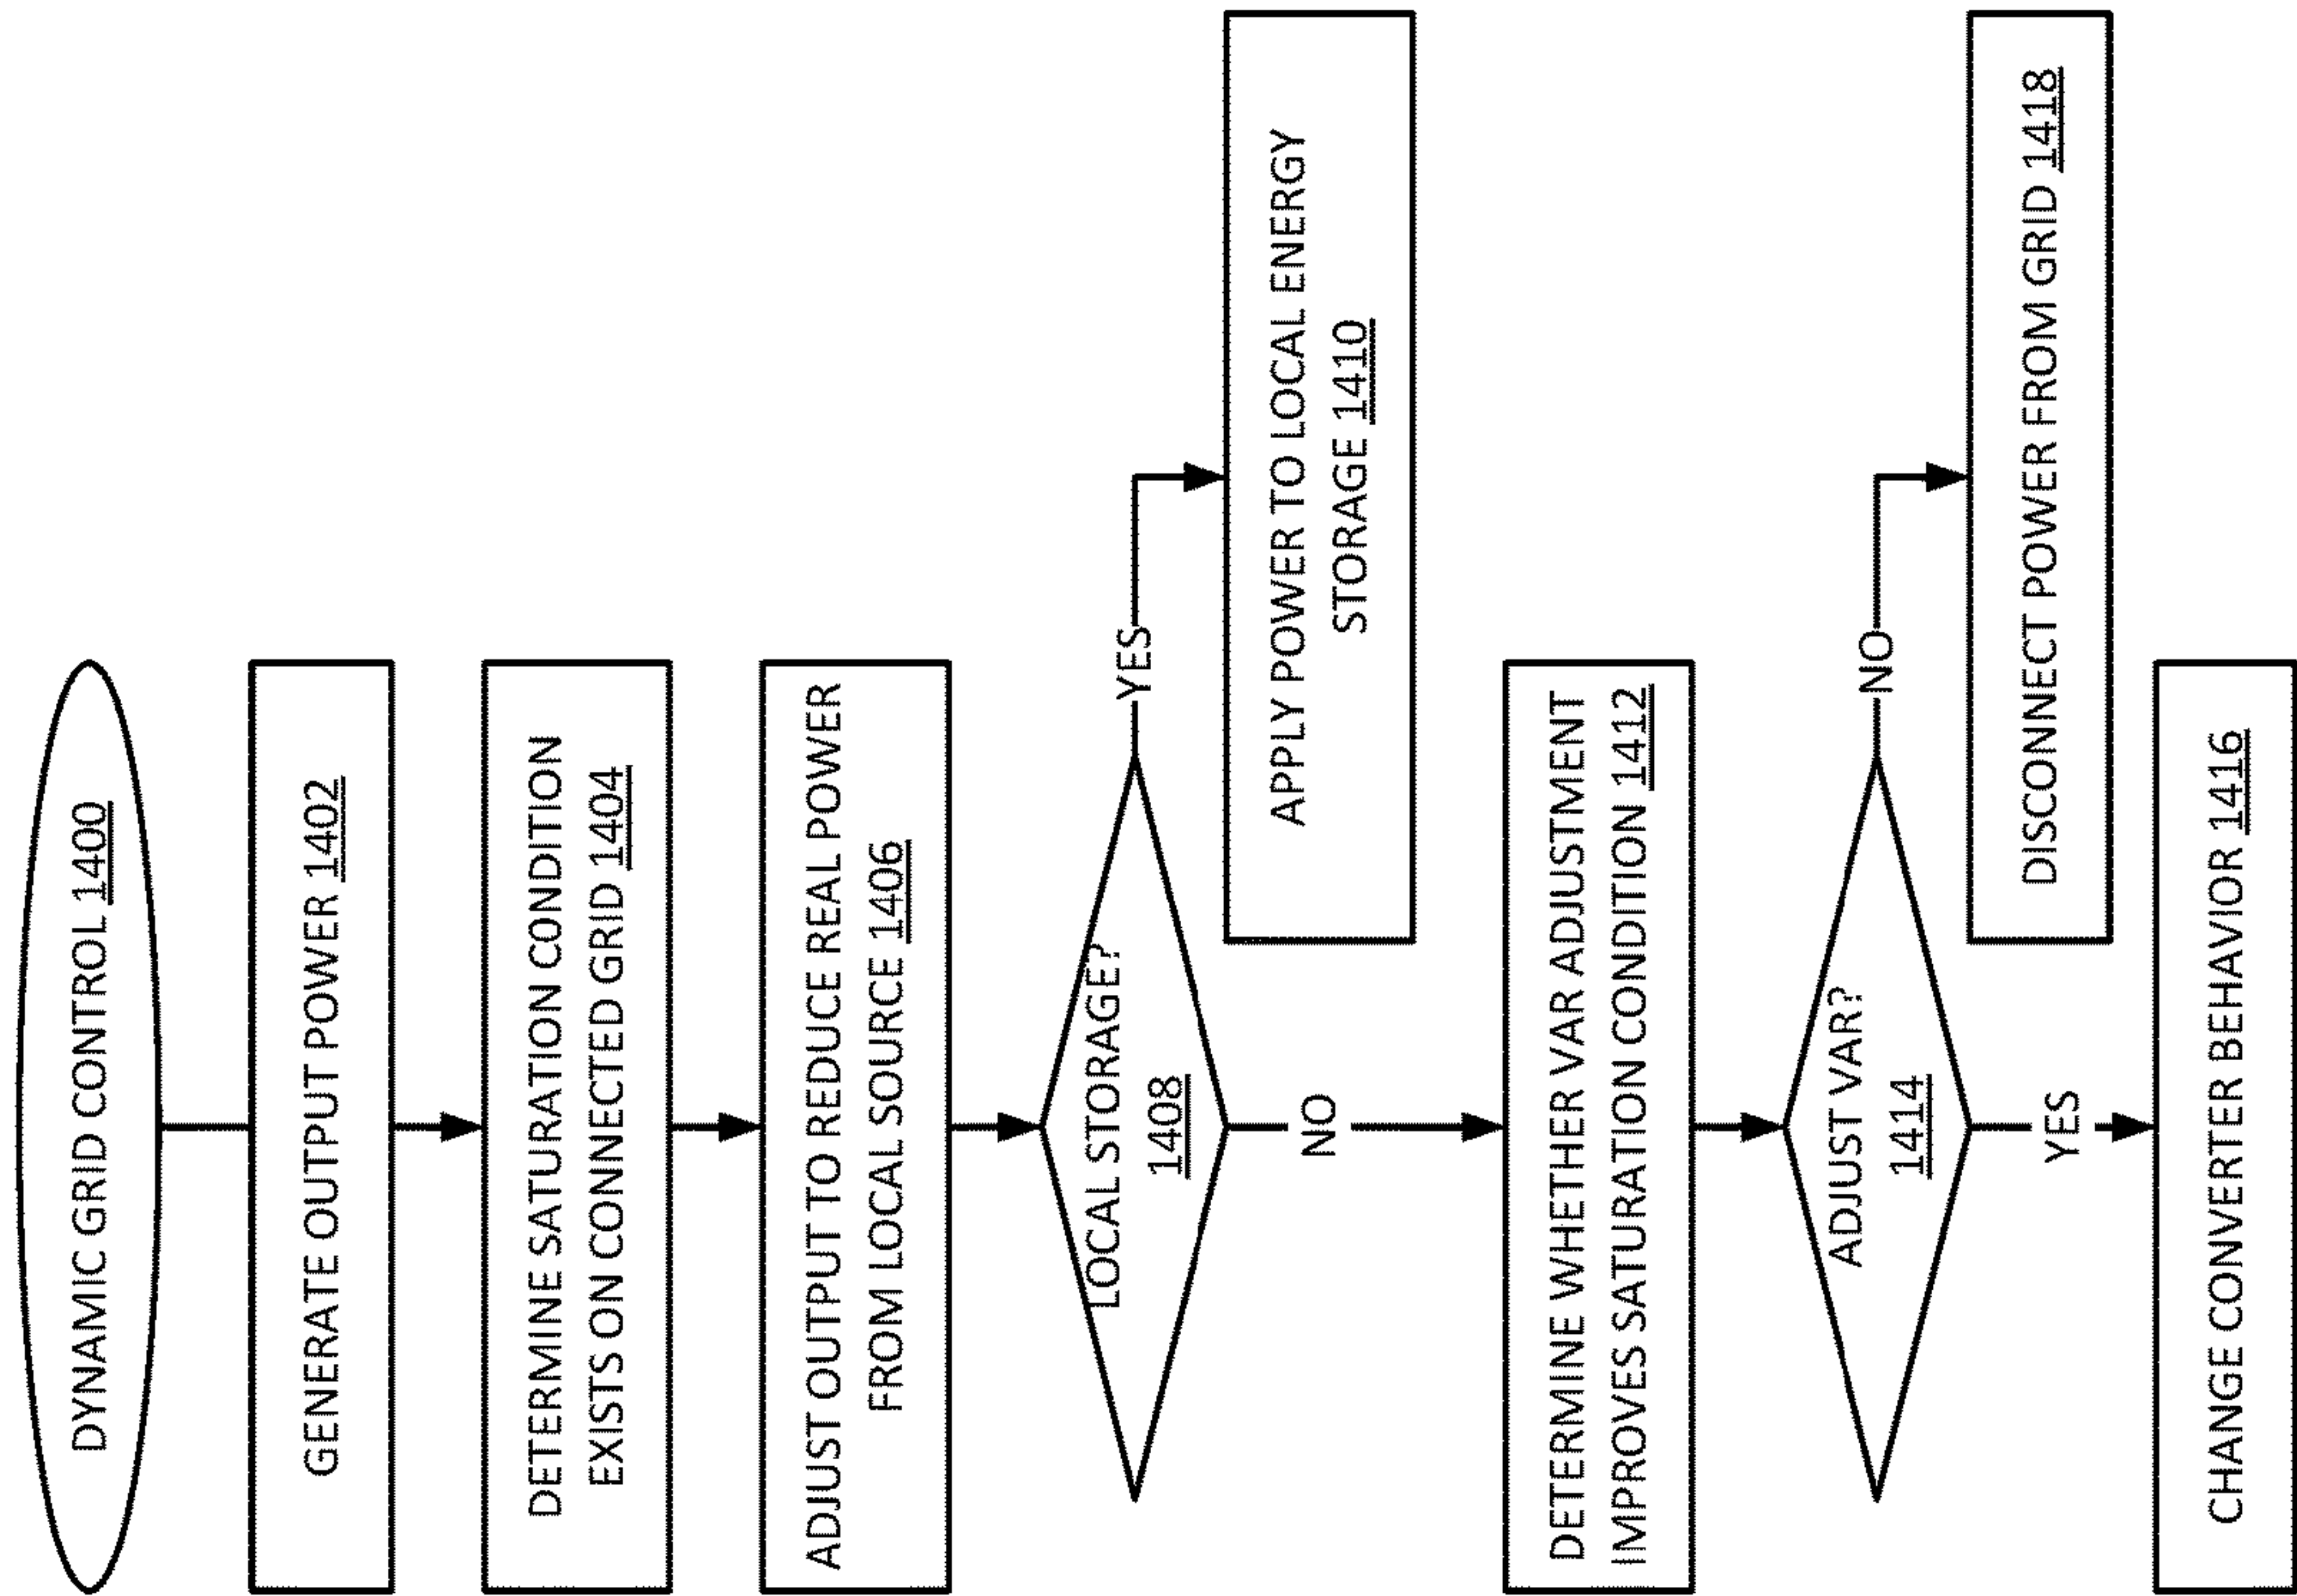 DYNAMIC GRID CONTROL 1400
GENERATE OUTPUT POWER 1402
DETERMINE SATURATION CONDITION
EXISTS ON CONNECTED GRID 1404
ADJUST OUTPUT TO REDUCE REAL POWER
FROM LOCAL SOURCE 1406
LOCAL STORAGE?
1408
YES
APPLY POWER TO LOCAL ENERGY
STORAGE 1410
NO
DETERMINE WHETHER VAR ADJUSTMENT
IMPROVES SATURATION CONDITION 1412
ADJUST VAR?
1414
NO
DISCONNECT POWER FROM GRID 1418
YES
CHANGE CONVERTER BEHAVIOR 1416